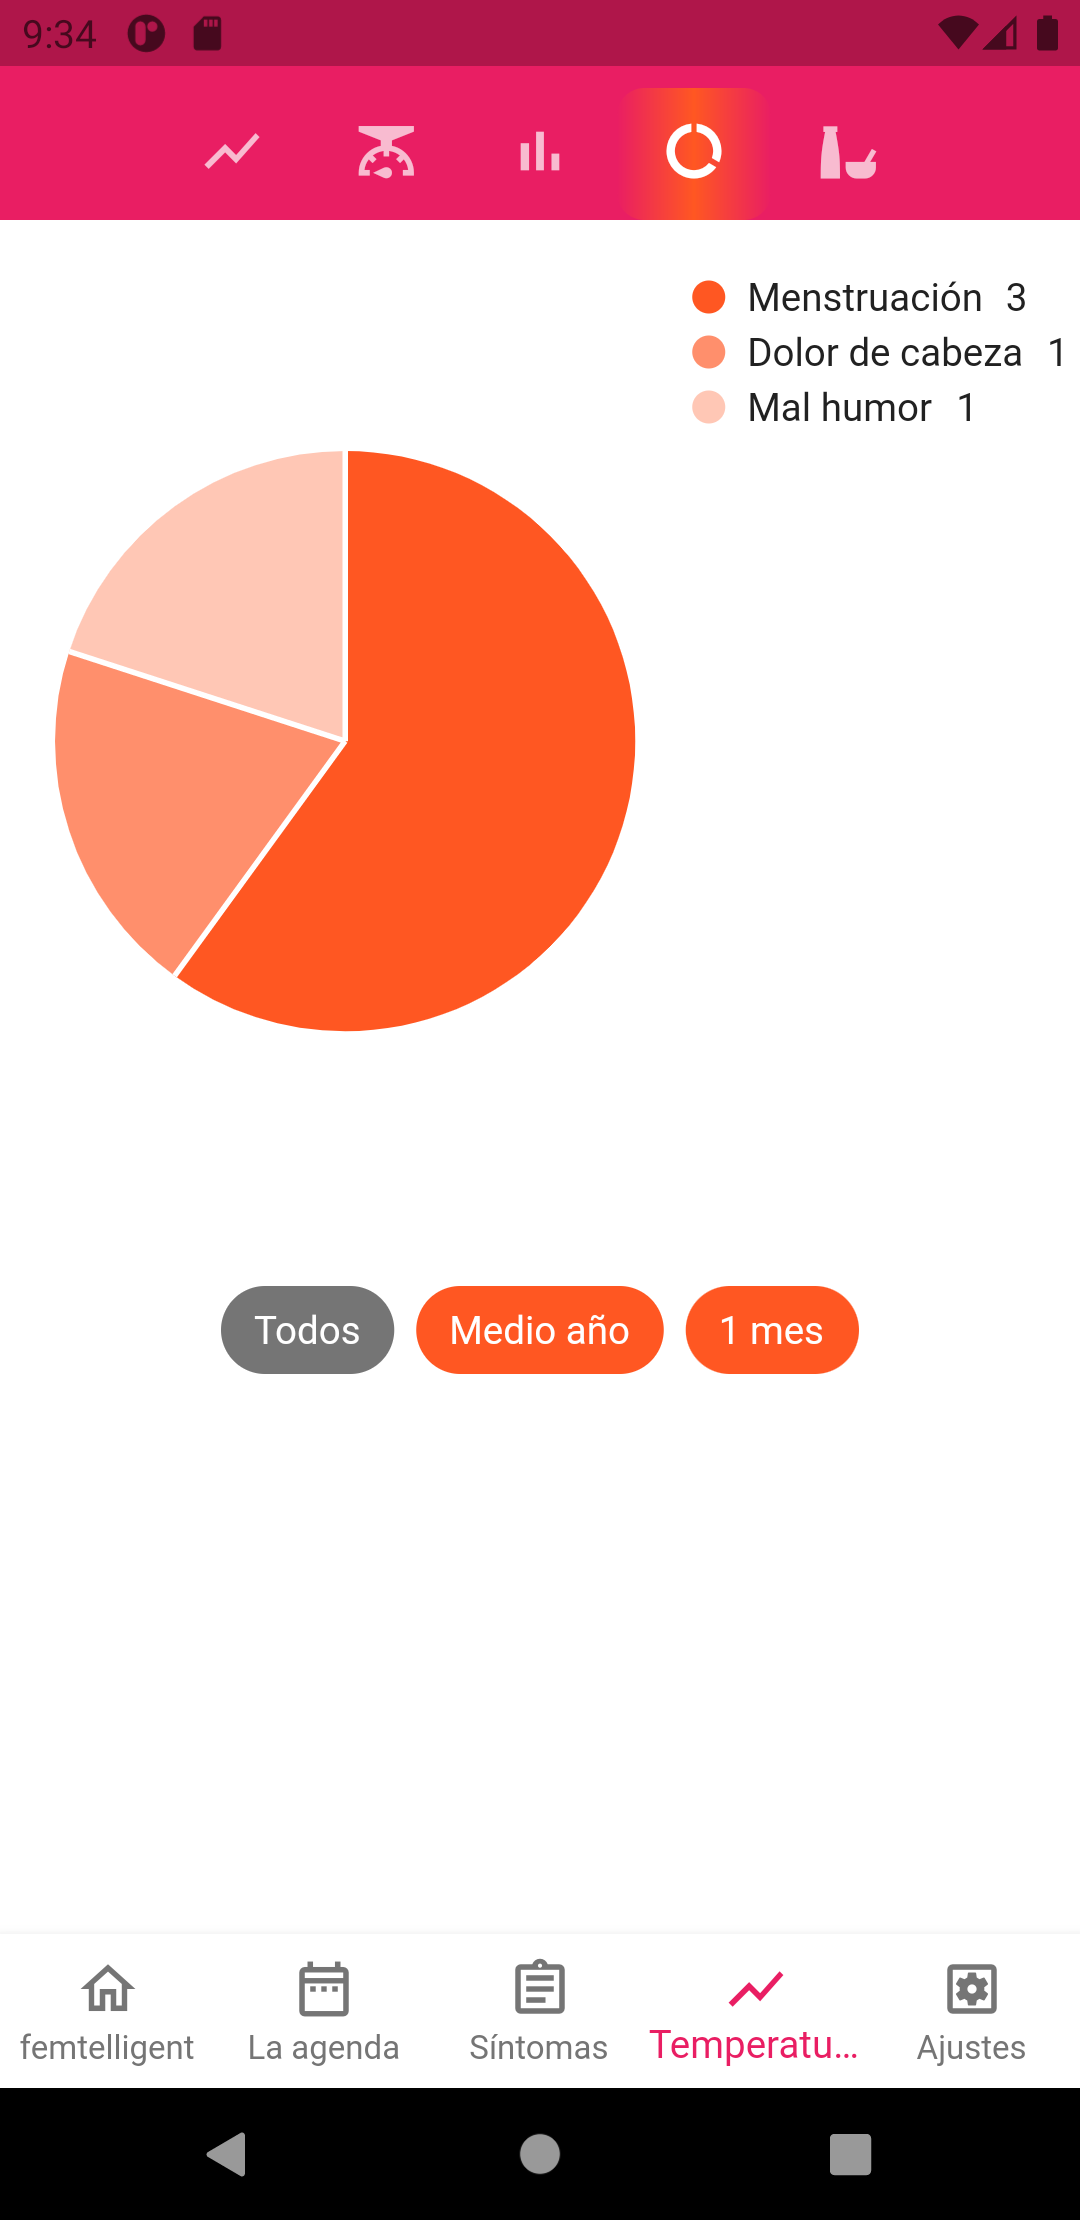 9:34
Menstruación 3
Dolor de cabeza 1
Mal humor 1
Todos Medio año 1 mes
femtelligent La agenda Síntomas Temperatu... Ajustes